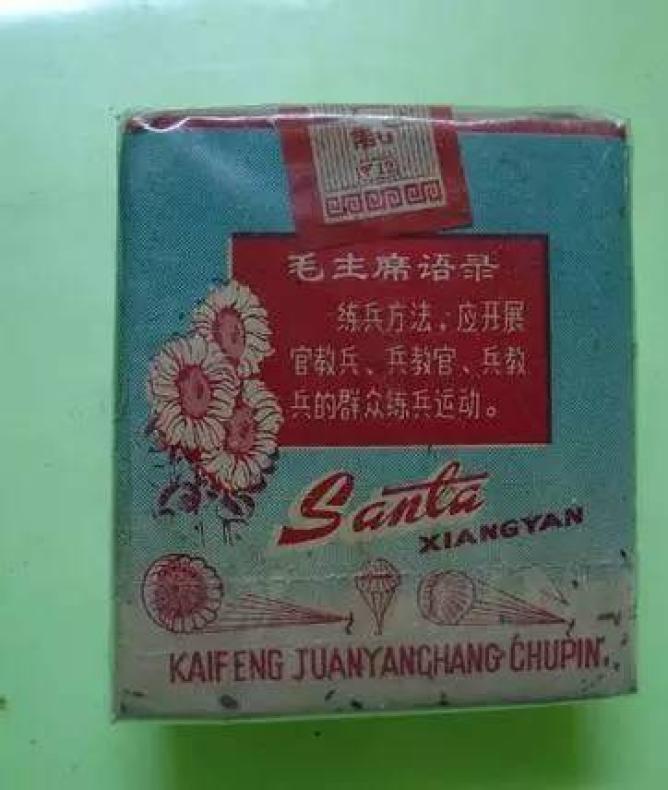 毛主席语录
练兵方法，应开展
官教兵、兵教官、兵教
兵的群众练兵运动。
Santa
XIANGYAN
KAIFENG JUANYANCHANG CHUPIN